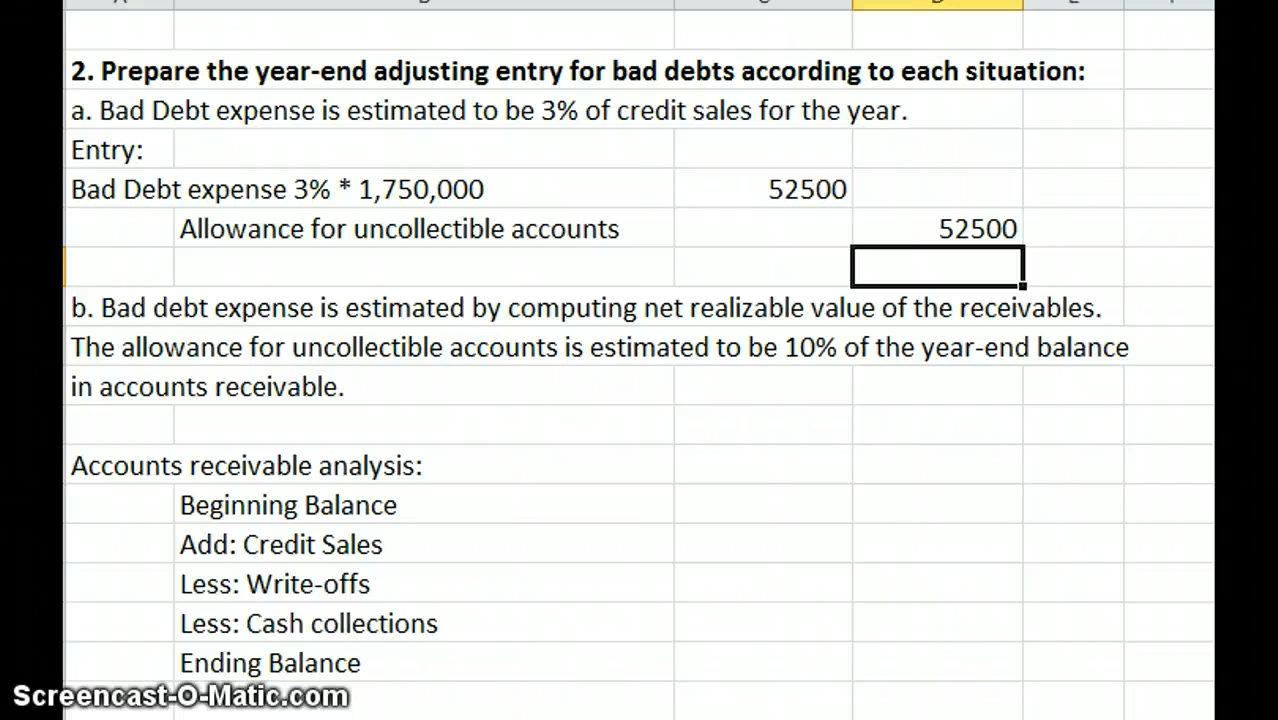 2. Prepare the year-end adjusting entry for bad debts according to each situation:
a. Bad Debt expense is estimated to be 3% of credit sales for the year.
Entry:
Bad Debt expense 3% * 1,750,000 52500
Allowance for uncollectible accounts 52500
b. Bad debt expense is estimated by computing net realizable value of the receivables.
The allowance for uncollectible accounts is estimated to be 10% of the year-end balance
in accounts receivable.
Accounts receivable analysis:
Beginning Balance
Add: Credit Sales
Less: Write-offs
Less: Cash collections
Ending Balance
Screencast-O-Matic.com